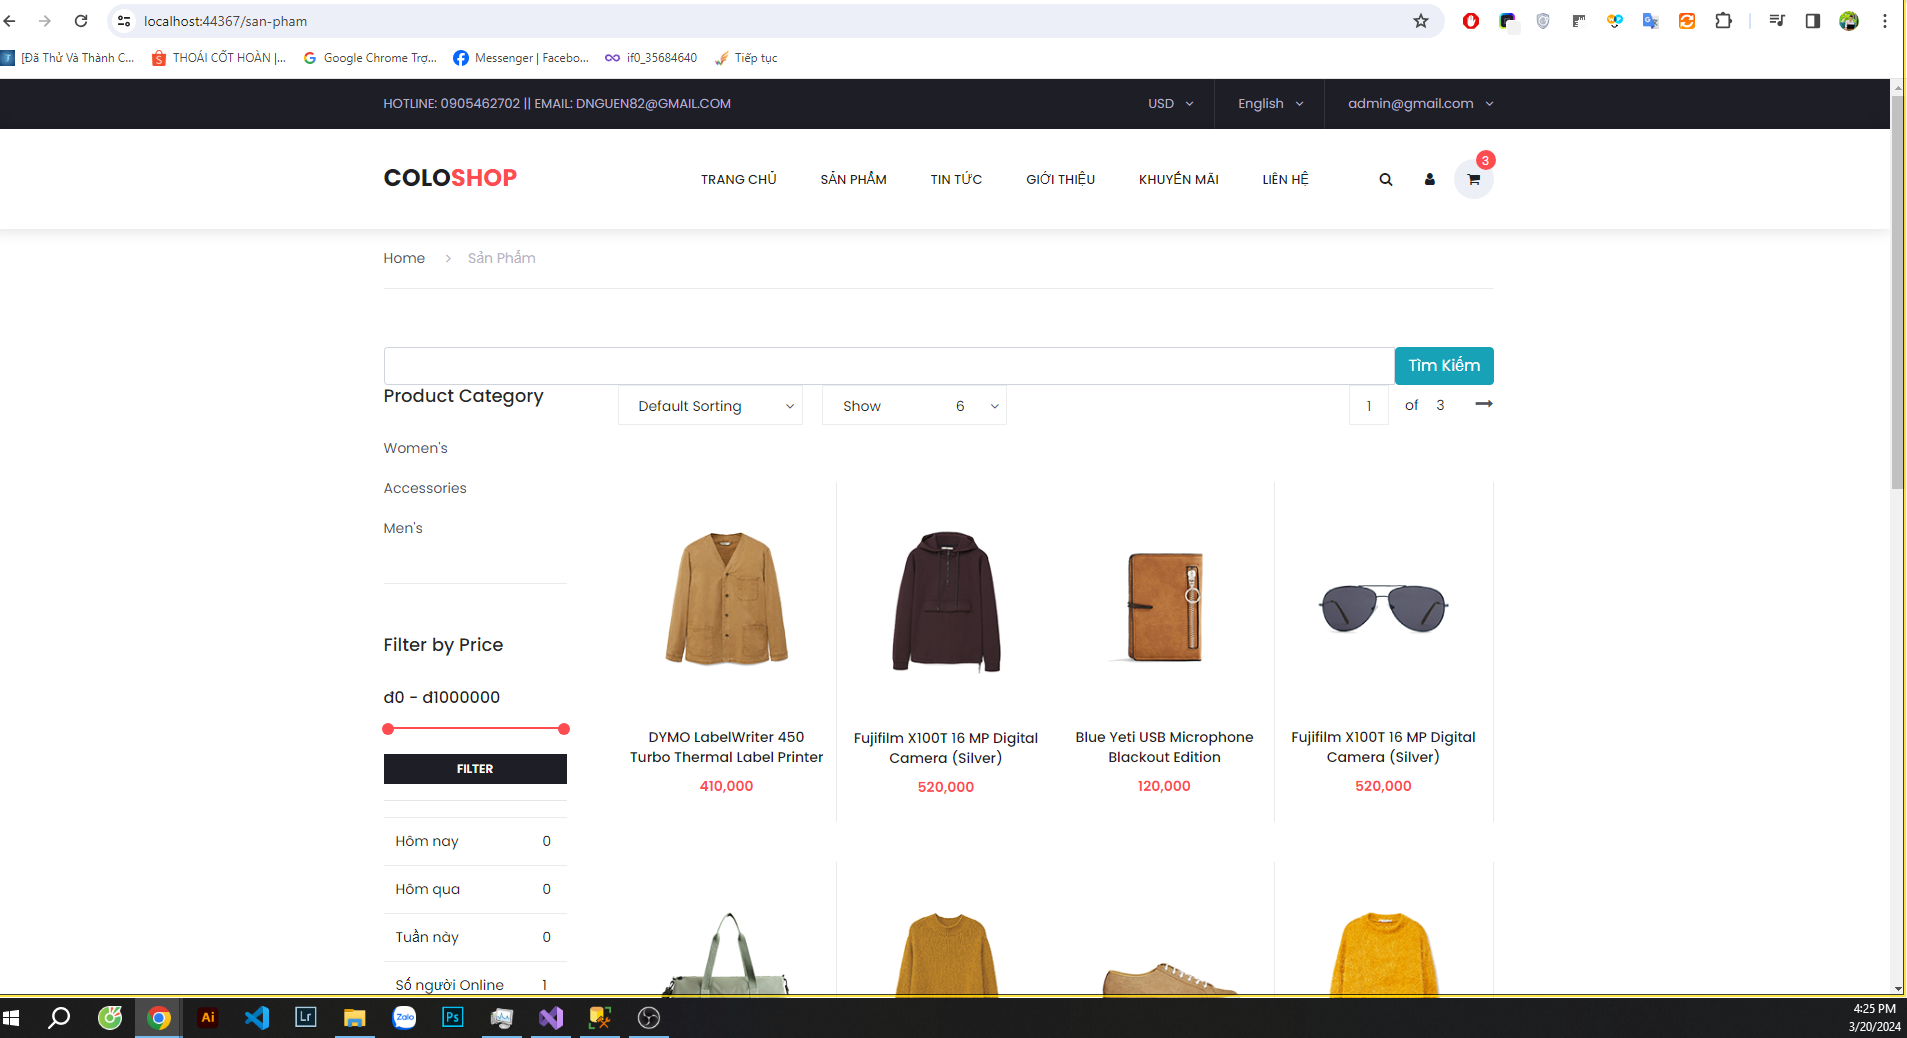 localhost:44367/san-pham
[Đã Thử Và Thành C...
THOÁI CỐT HOÀN |...
Google Chrome Trợ...
Messenger | Facebo...
if0_35684640
Tiếp tục
HOTLINE: 0905462702 || EMAIL: DNGUEN82@GMAIL.COM
USD
English
admin@gmail.com
COLOSHOP
TRANG CHỦ
SẢN PHẨM
TIN TỨC
GIỚI THIỆU
KHUYẾN MÃI
LIÊN HỆ
3
Home
Sản Phẩm
Tìm Kiếm
Product Category
Default Sorting
Show 6
1 of 3
Women's
Accessories
Men's
Filter by Price
đ0 - đ1000000
FILTER
Hôm nay 0
Hôm qua 0
Tuần này 0
Số người Online 1
DYMO LabelWriter 450
Turbo Thermal Label Printer
410,000
Fujifilm X100T 16 MP Digital
Camera (Silver)
520,000
Blue Yeti USB Microphone
Blackout Edition
120,000
Fujifilm X100T 16 MP Digital
Camera (Silver)
520,000
Ai
Lr
Zalo
Ps
4:25 PM
3/20/2024